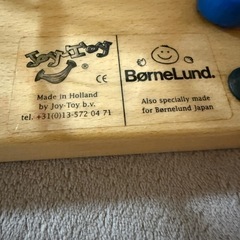 Joy-Toy
CE
Made in Holland
by Joy-Toy b.v.
tel. +31(0)13-572 04 71
BørneLund.
Also specially made
for Børnelund Japan